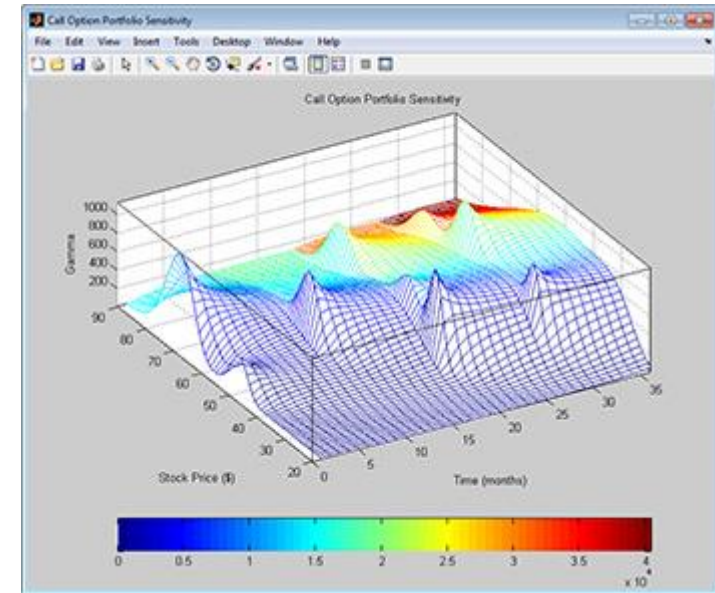 Call Option Portfolio Sensitivity
File Edit View Insert Tools Desktop Window Help
Call Option Portfolio Sensitivity
1000
800
600
400
200
Gamma
90
80
70
60
50
40
30
20
Stock Price ($)
0
5
10
15
20
25
30
35
Time (months)
0 0.5 1 1.5 2 2.5 3 3.5 4
x 10⁴